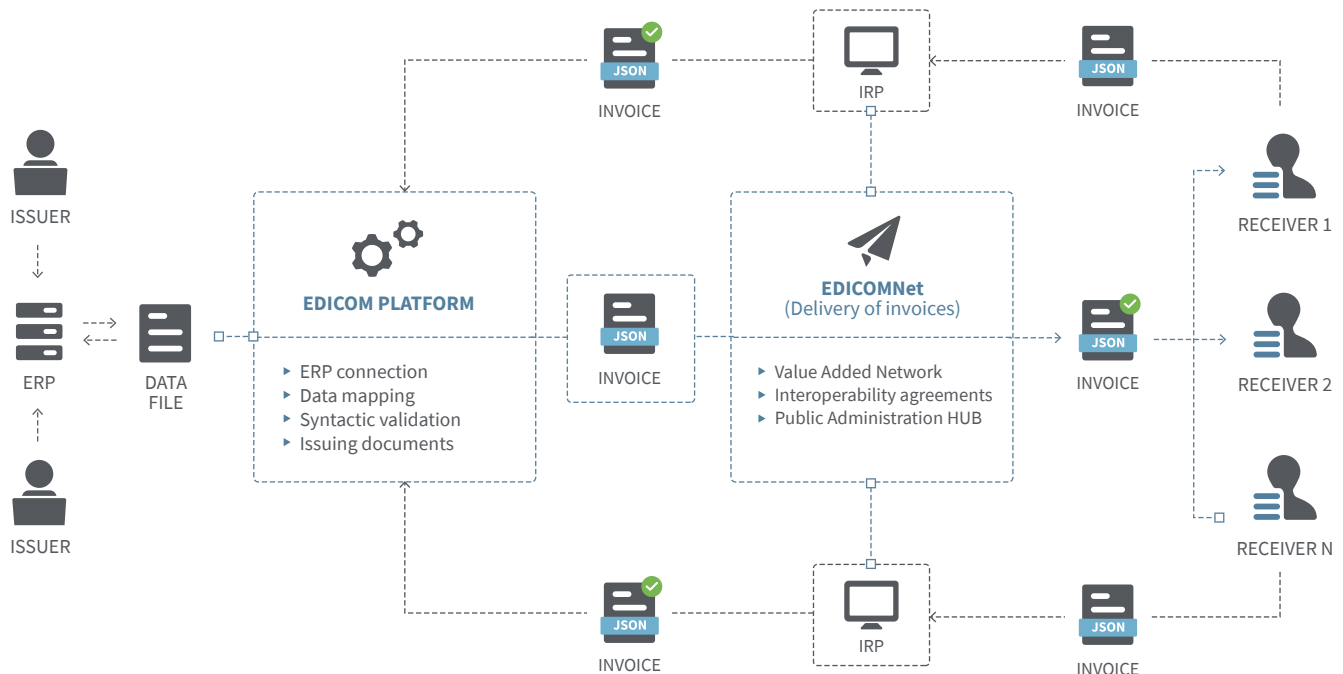 JSON
INVOICE
IRP
JSON
INVOICE
ISSUER
RECEIVER 1
EDICOM PLATFORM
EDICOMNet
(Delivery of invoices)
JSON
INVOICE
JSON
INVOICE
ERP
DATA
FILE
ERP connection
Data mapping
Syntactic validation
Issuing documents
Value Added Network
Interoperability agreements
Public Administration HUB
RECEIVER 2
ISSUER
RECEIVER N
JSON
INVOICE
IRP
JSON
INVOICE